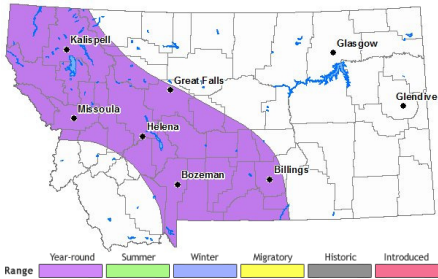 Kalispell
Glasgow
Great Falls
Glendive
Missoula
Helena
Billings
Bozeman
Year-round Summer Winter Migratory Historic Introduced
Range